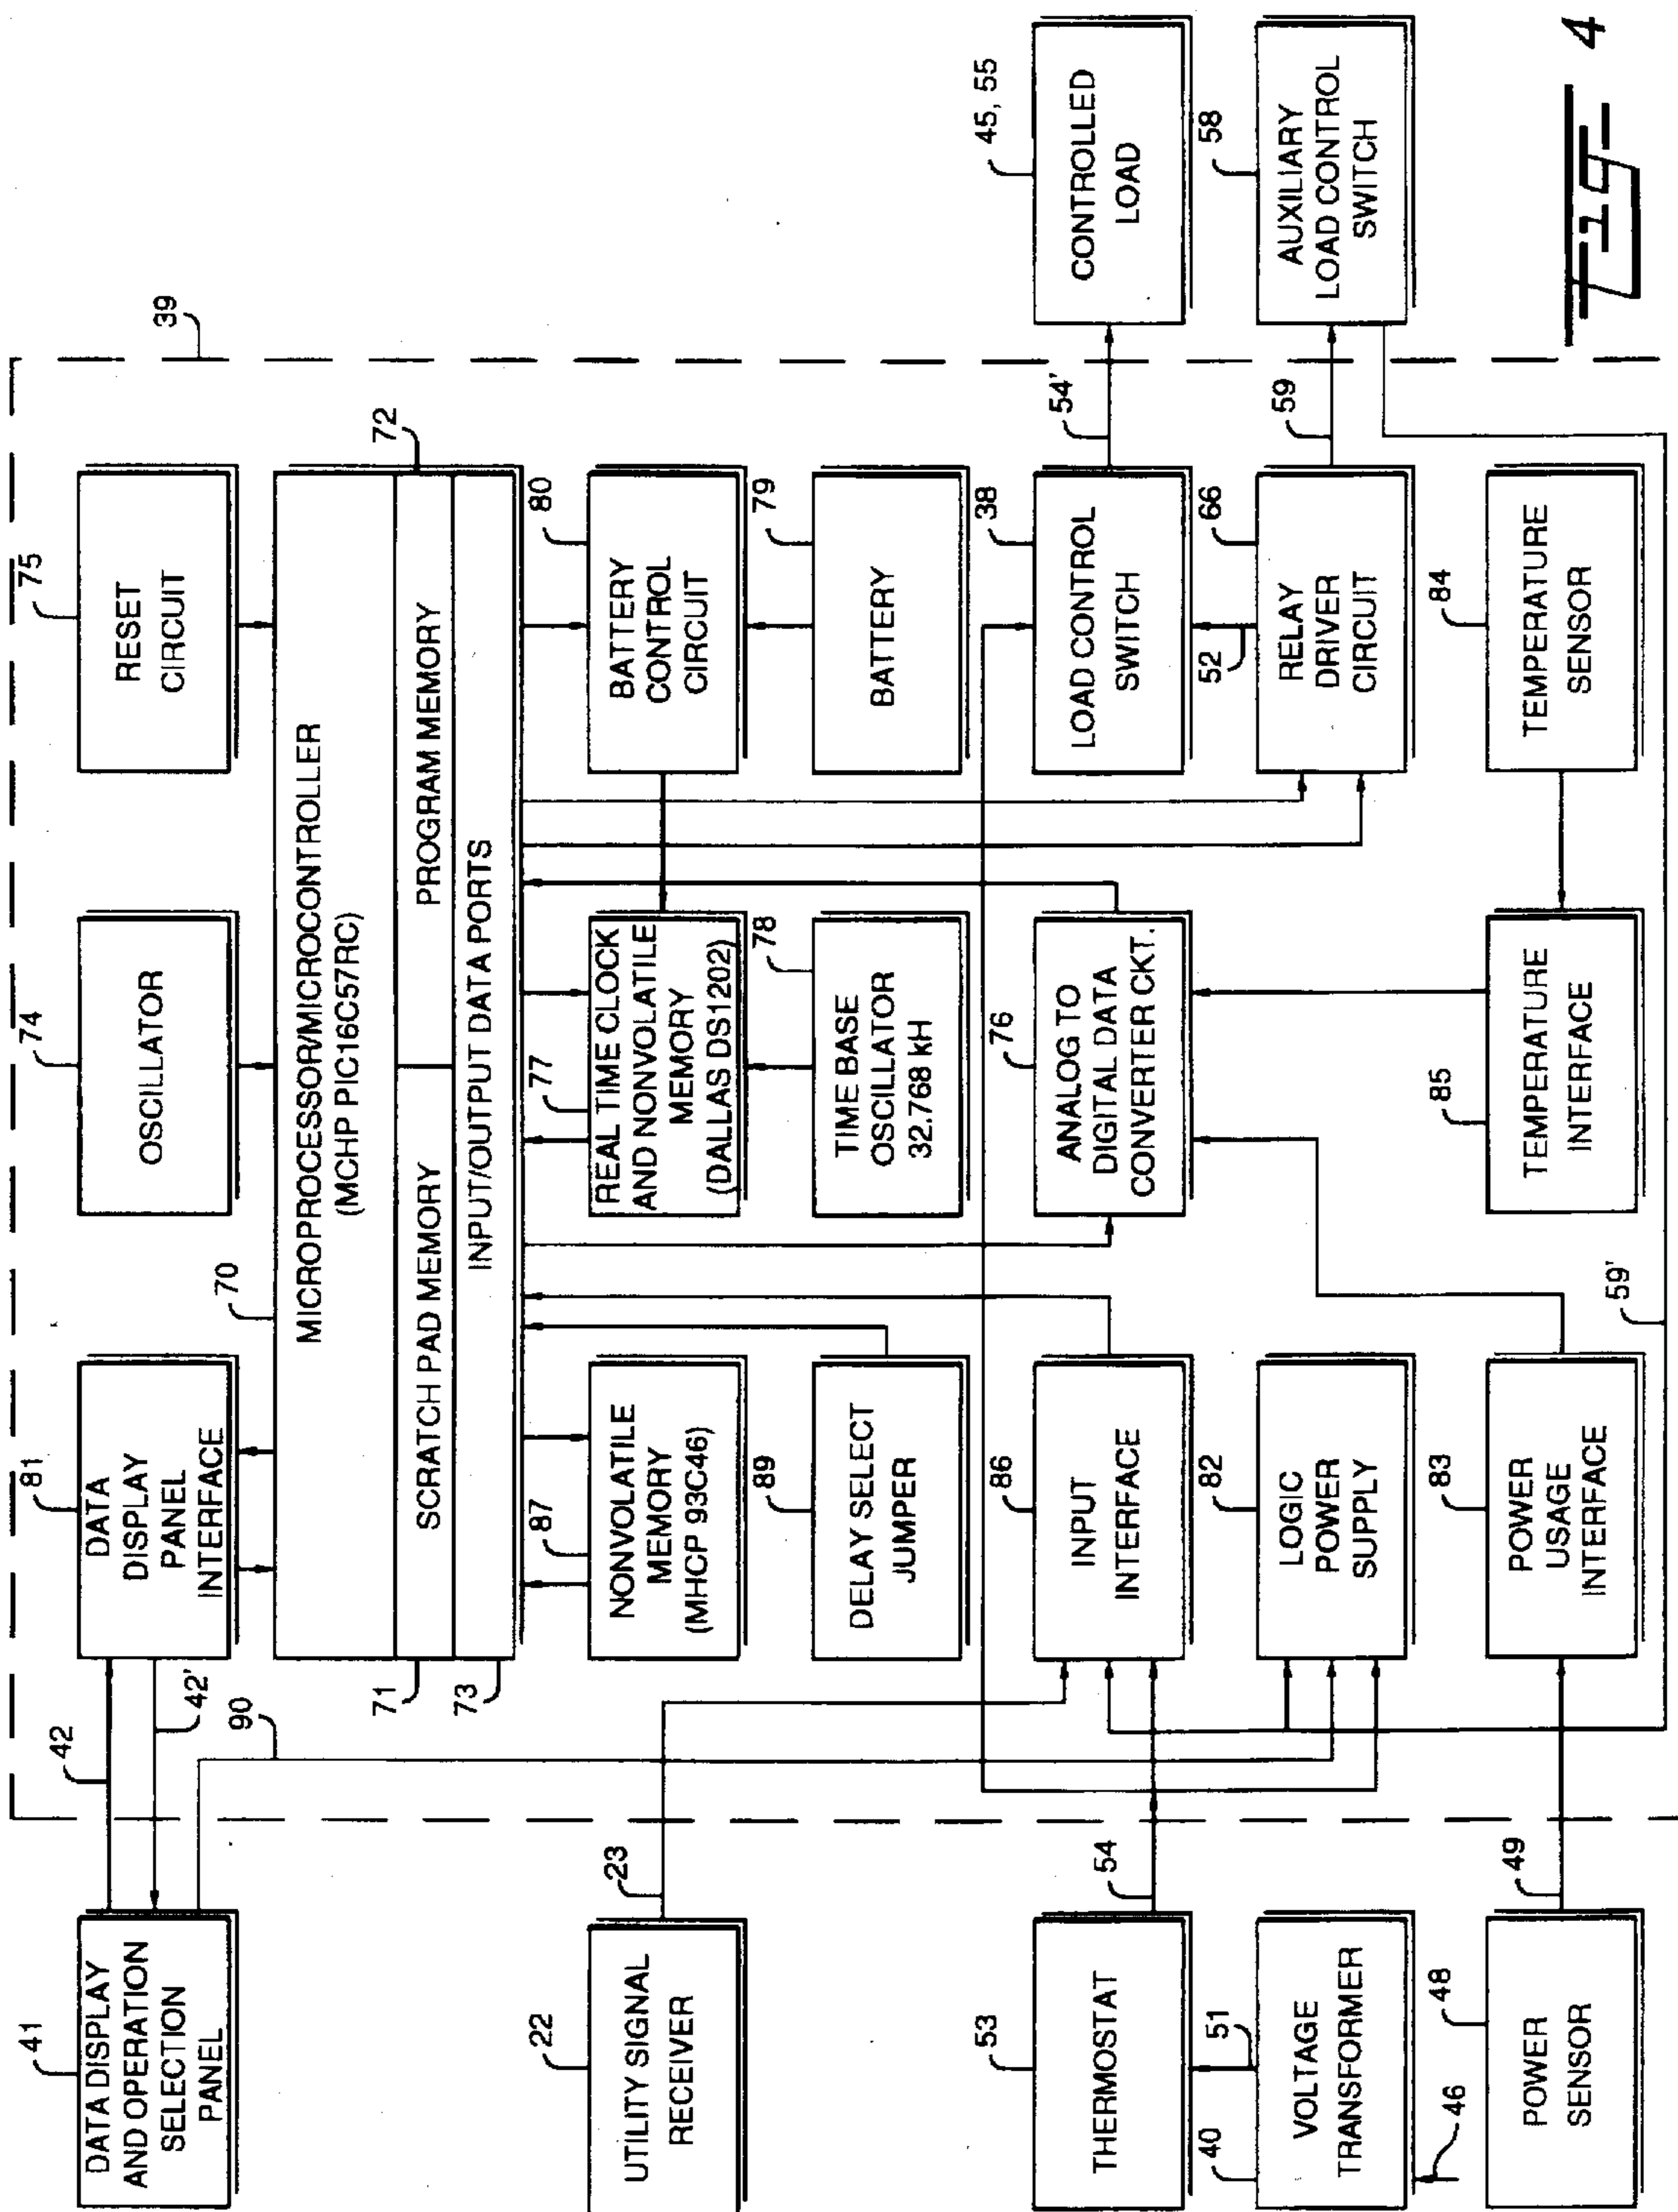 41
DATA DISPLAY
AND OPERATION
SELECTION
PANEL
42
42'
90
81
DATA
DISPLAY
PANEL
INTERFACE
74
OSCILLATOR
75
RESET
CIRCUIT
39
70
MICROPROCESSOR/MICROCONTROLLER
(MCHP PIC16C57RC)
71
SCRATCH PAD MEMORY
PROGRAM MEMORY
72
73
INPUT/OUTPUT DATA PORTS
22
UTILITY SIGNAL
RECEIVER
23
87
NONVOLATILE
MEMORY
(MHCP 93C46)
77
REAL TIME CLOCK
AND NONVOLATILE
MEMORY
(DALLAS DS1202)
80
BATTERY
CONTROL
CIRCUIT
89
DELAY SELECT
JUMPER
78
TIME BASE
OSCILLATOR
32.768 kH
79
BATTERY
53
THERMOSTAT
54
86
INPUT
INTERFACE
76
ANALOG TO
DIGITAL DATA
CONVERTER CKT.
38
LOAD CONTROL
SWITCH
54'
45, 55
CONTROLLED
LOAD
51
40
VOLTAGE
TRANSFORMER
46
82
LOGIC
POWER
SUPPLY
52
66
RELAY
DRIVER
CIRCUIT
59
58
AUXILIARY
LOAD CONTROL
SWITCH
48
POWER
SENSOR
49
83
POWER
USAGE
INTERFACE
85
TEMPERATURE
INTERFACE
84
TEMPERATURE
SENSOR
59'
Fig- 4